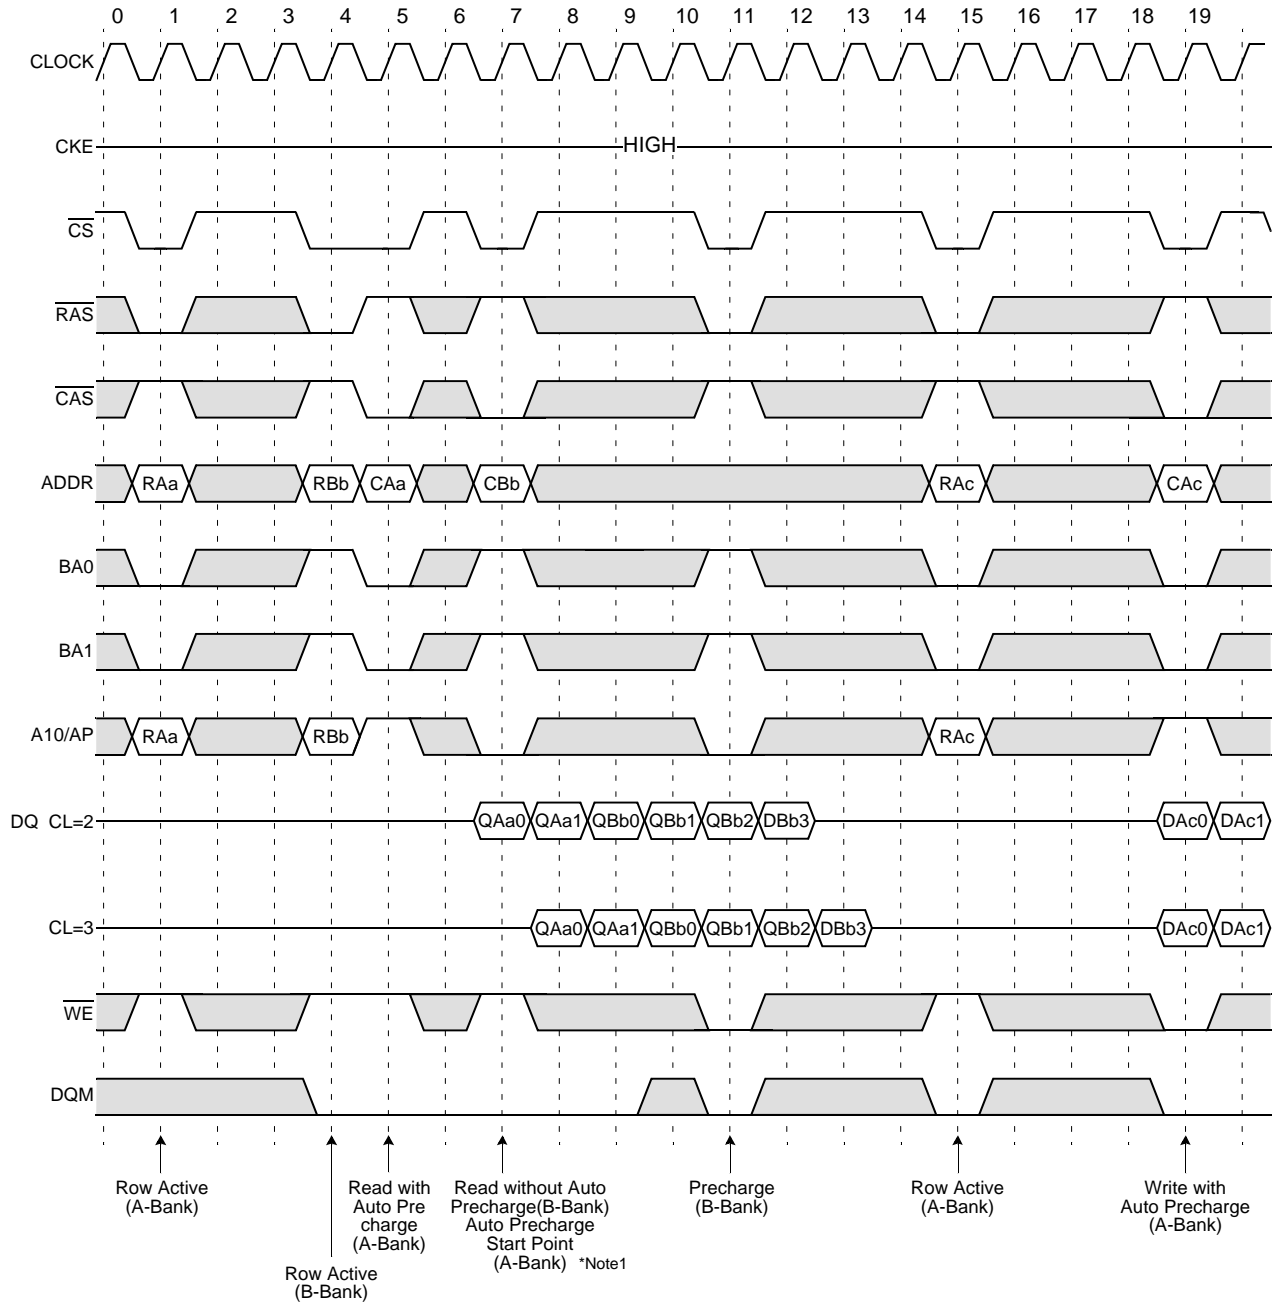 0 1 2 3 4 5 6 7 8 9 10 11 12 13 14 15 16 17 18 19
CLOCK
CKE HIGH
CS
RAS
CAS
ADDR RAa RBb CAa CBb RAc CAc
BA0
BA1
A10/AP RAa RBb RAc
DQ CL=2 QAa0 QAa1 QBb0 QBb1 QBb2 DBb3 DAc0 DAc1
CL=3 QAa0 QAa1 QBb0 QBb1 QBb2 DBb3 DAc0 DAc1
WE
DQM
Row Active
(A-Bank)
Row Active
(B-Bank)
Read with
Auto Pre
charge
(A-Bank)
Read without Auto
Precharge(B-Bank)
Auto Precharge
Start Point
(A-Bank) *Note1
Precharge
(B-Bank)
Row Active
(A-Bank)
Write with
Auto Precharge
(A-Bank)